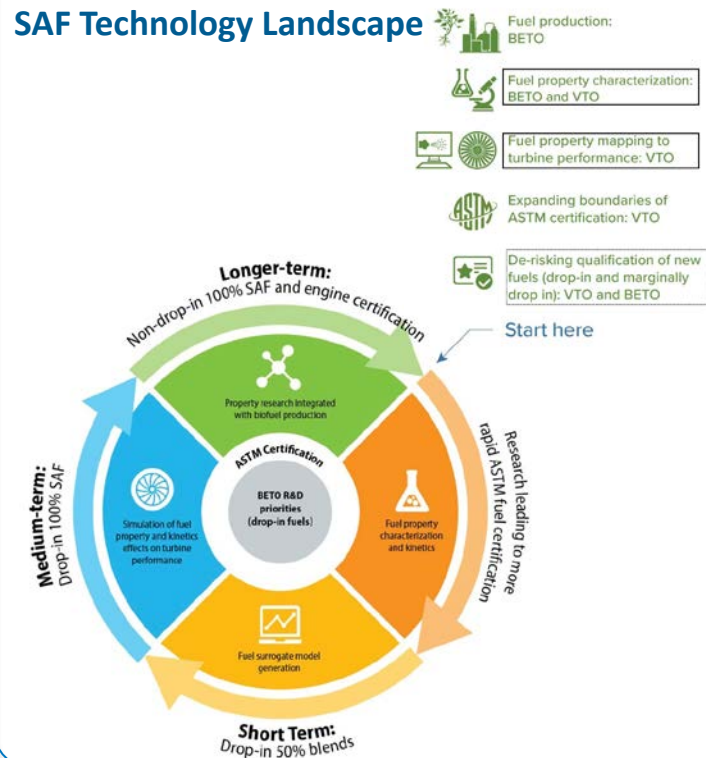 SAF Technology Landscape
Fuel production:
BETO
Fuel property characterization:
BETO and VTO
Fuel property mapping to
turbine performance: VTO
ASTM
Expanding boundaries of
ASTM certification: VTO
De-risking qualification of new
fuels (drop-in and marginally
drop in): VTO and BETO
Start here
Longer-term:
Non-drop-in 100% SAF and engine certification
Property research integrated
with biofuel production
Research leading to more
rapid ASTM fuel certification
ASTM Certification
BETO R&D
priorities
(drop-in fuels)
Fuel property
characterization
and kinetics
Simulation of fuel
property and kinetics
effects on turbine
performance
Medium-term:
Drop-in 100% SAF
Fuel surrogate model
generation
Short Term:
Drop-in 50% blends